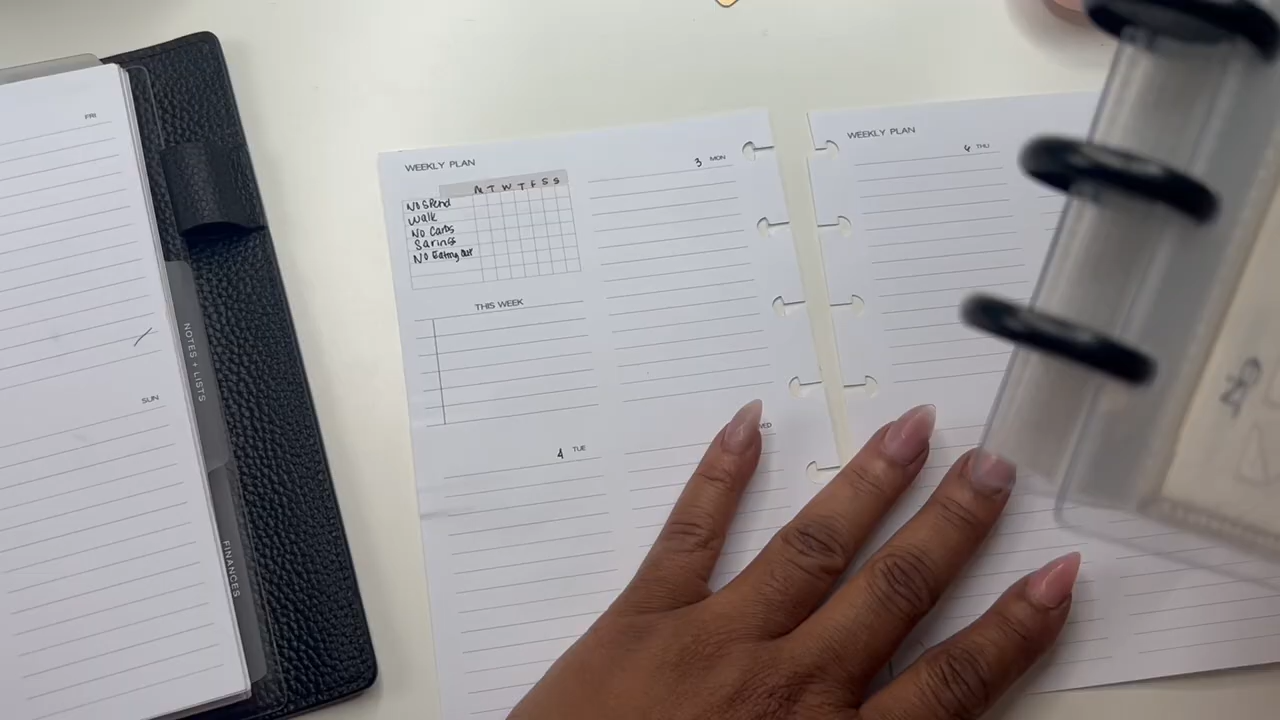 FRI
SUN
NOTES + LISTS
FINANCES
WEEKLY PLAN
M T W T F S S
No Spend
Walk
No Carbs
Savings
No Eating Out
THIS WEEK
3 MON
4 TUE
WEEKLY PLAN
6 THU